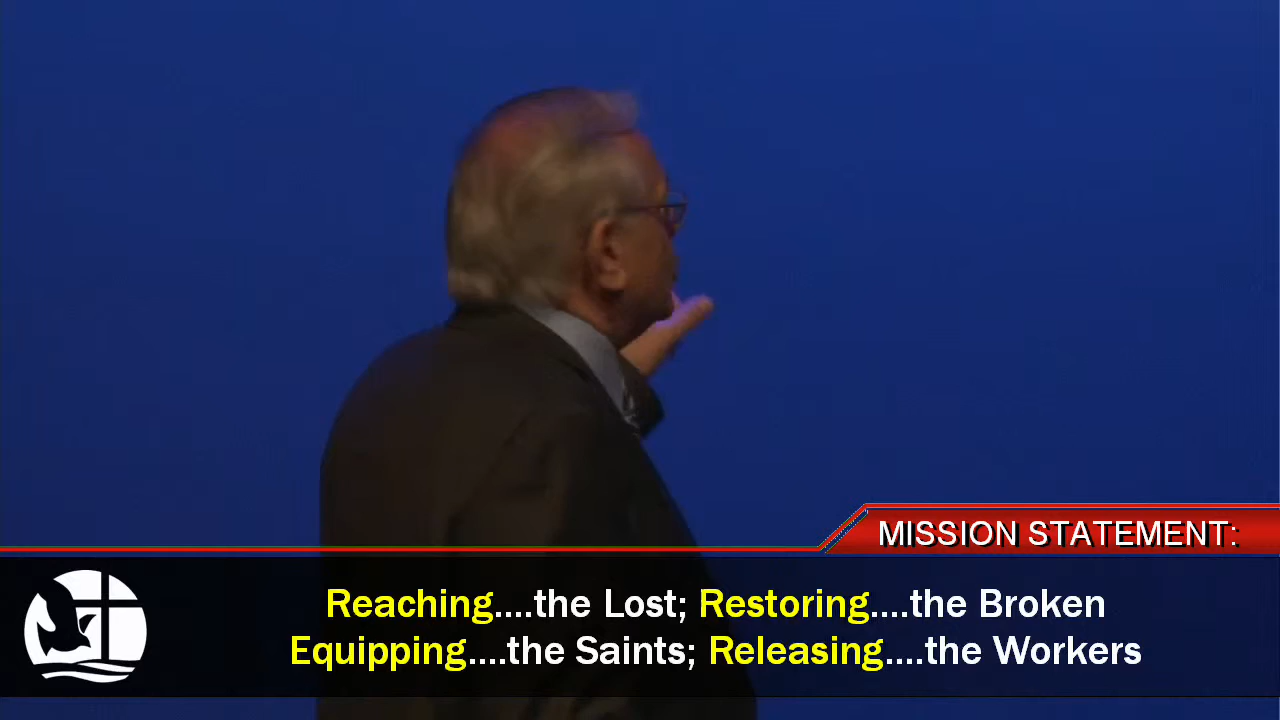 MISSION STATEMENT:
Reaching....the Lost; Restoring....the Broken
Equipping....the Saints; Releasing....the Workers